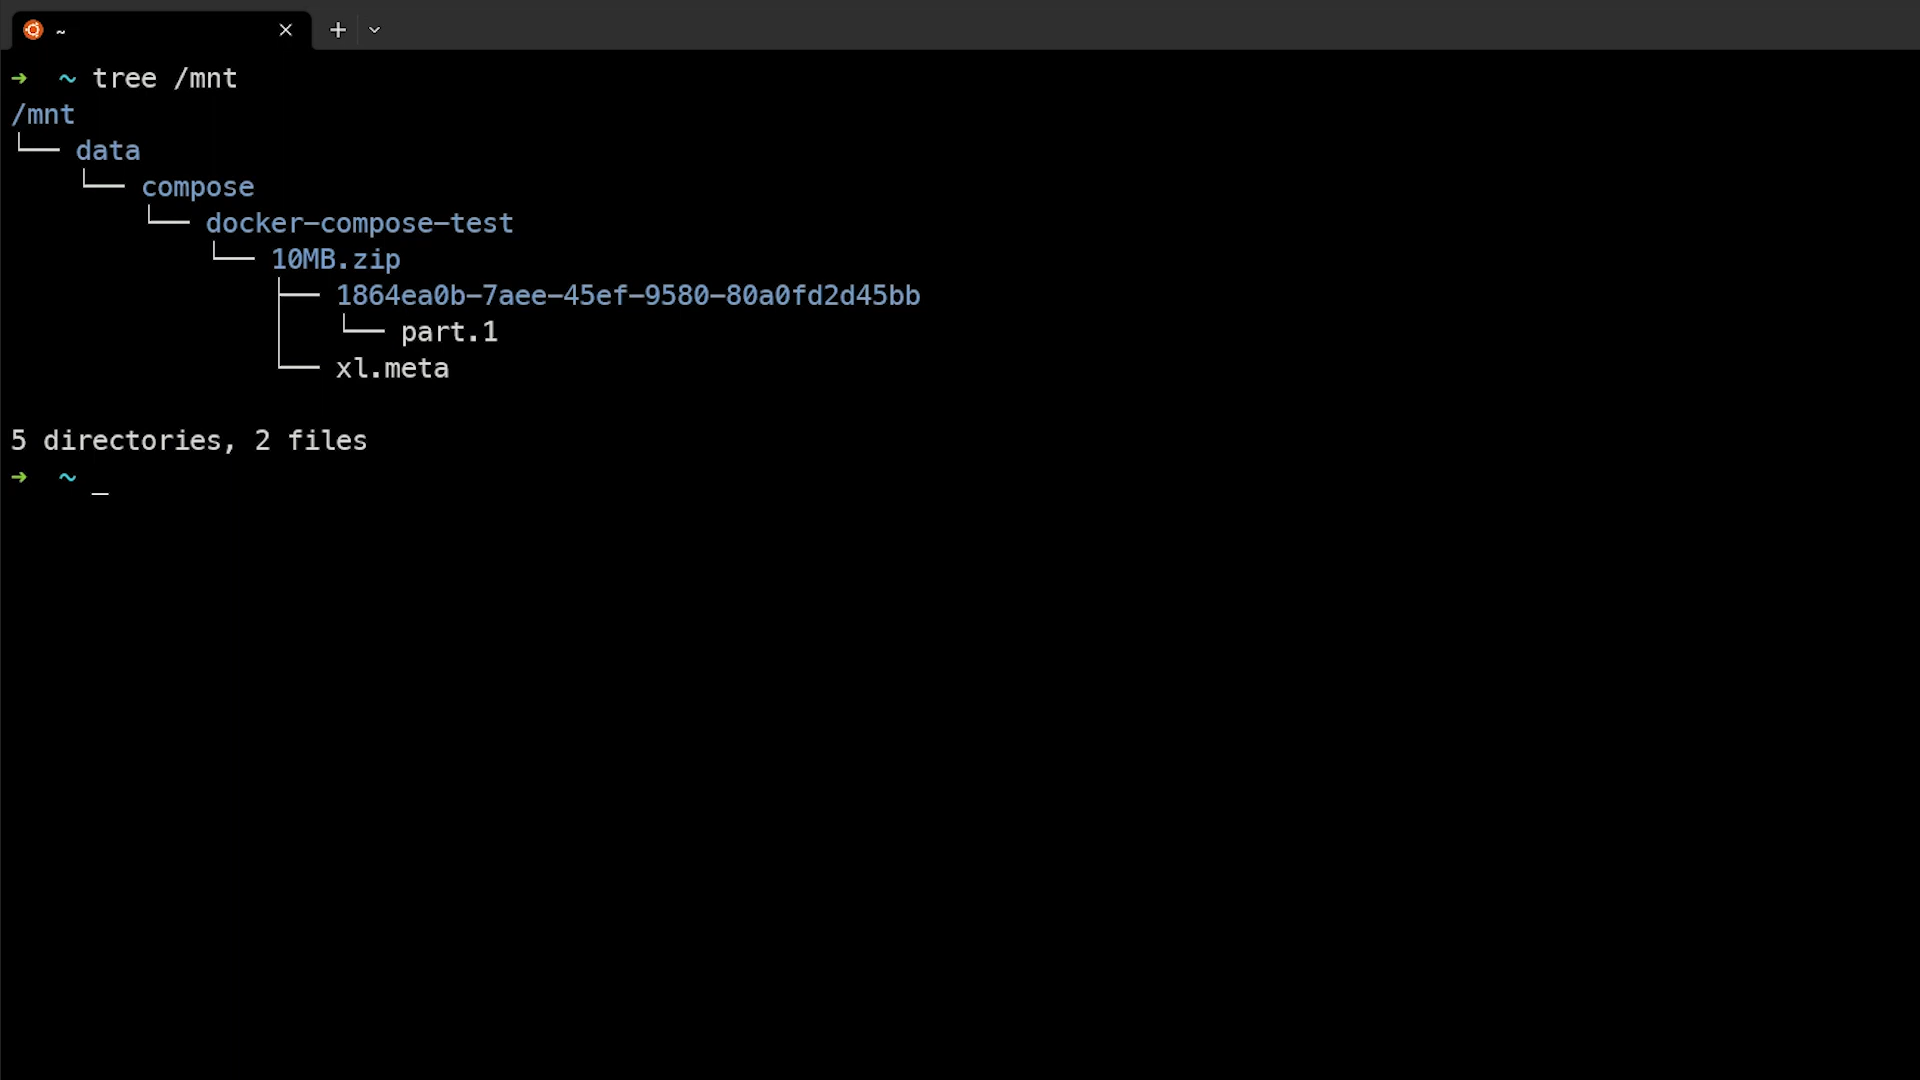 ~
➜ ~ tree /mnt
/mnt
└── data
    └── compose
        └── docker-compose-test
            └── 10MB.zip
                ├── 1864ea0b-7aee-45ef-9580-80a0fd2d45bb
                │   └── part.1
                └── xl.meta
5 directories, 2 files
➜ ~ _